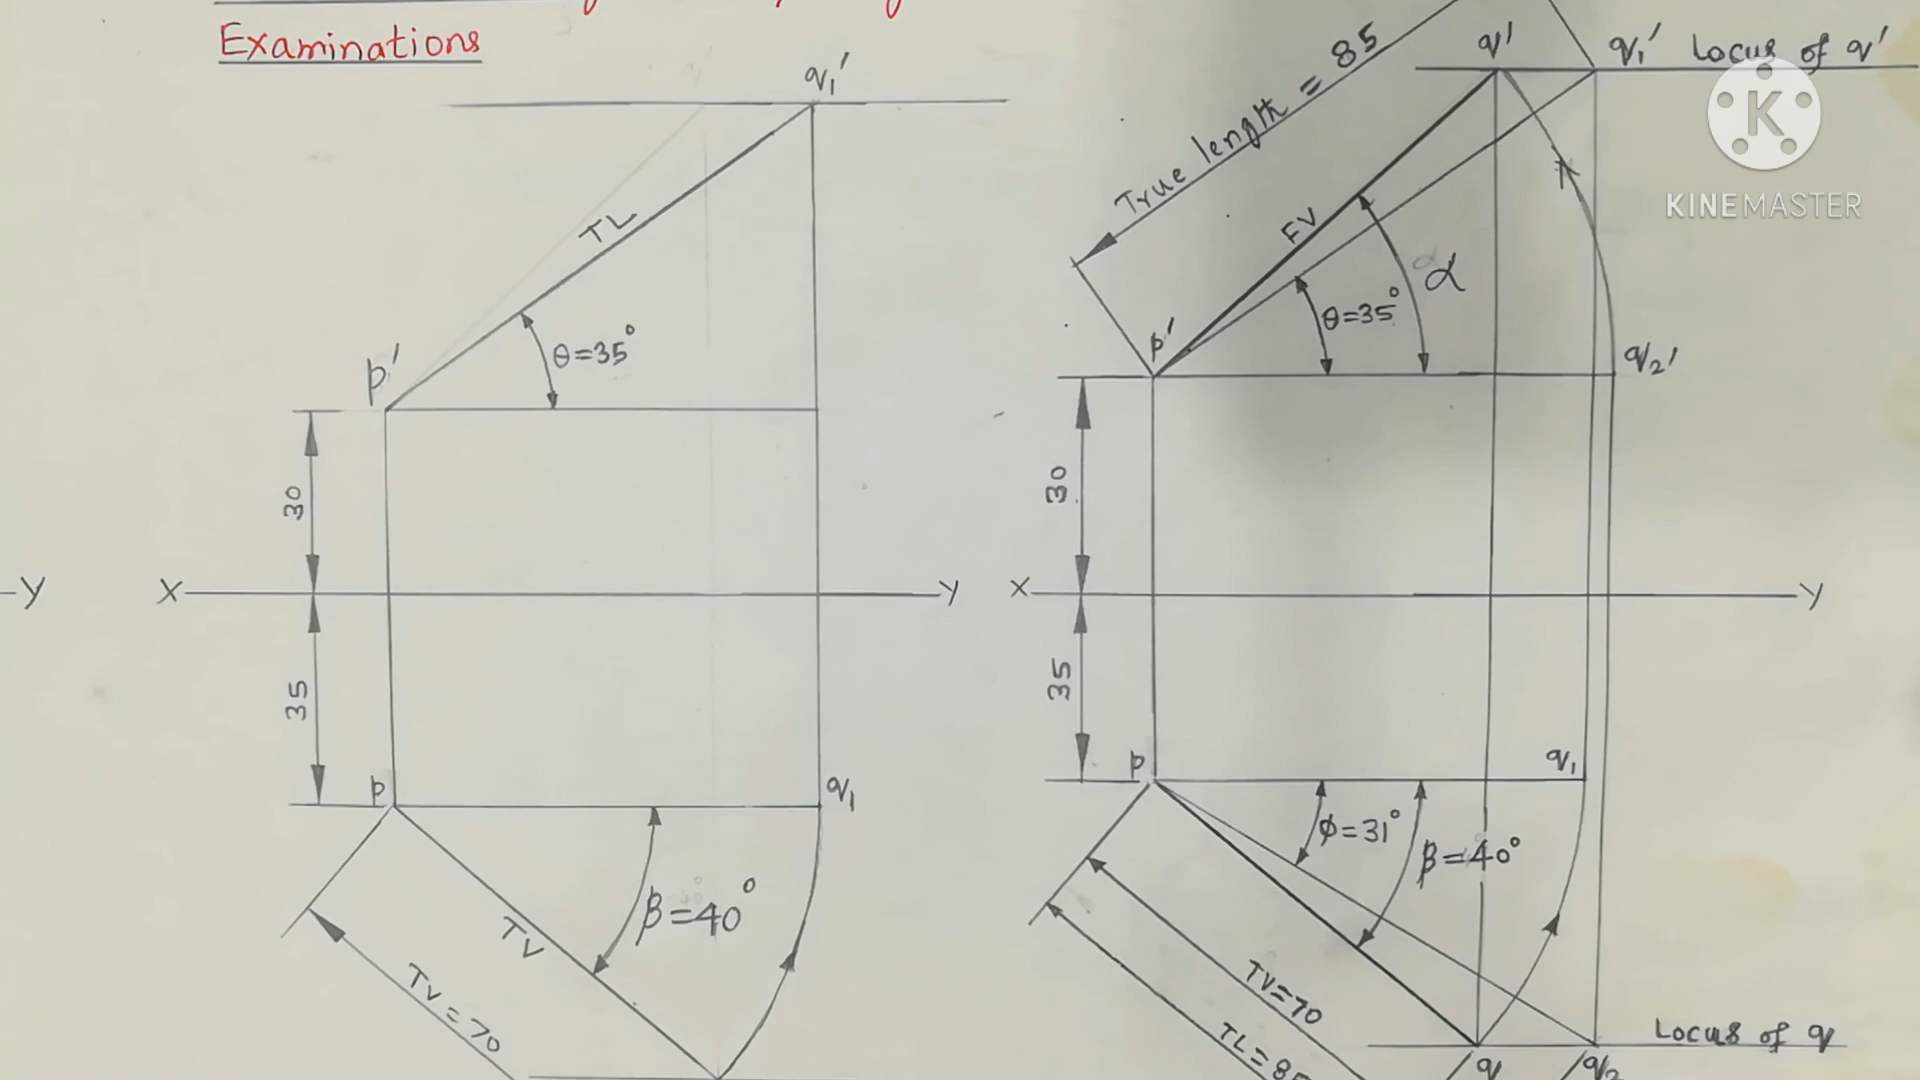 Examinations
q₁'
TL
p'
θ=35°
30
X
Y
Y
35
p
q₁
β=40°
TV
TV=70
True length = 85
q'
q₁'
Locus of q'
KINEMASTER
FV
α
θ=35°
p'
q₂'
30
X
Y
35
p
q₁
ϕ=31°
β=40°
TV=70
TL=85
Locus of q
q
q₂